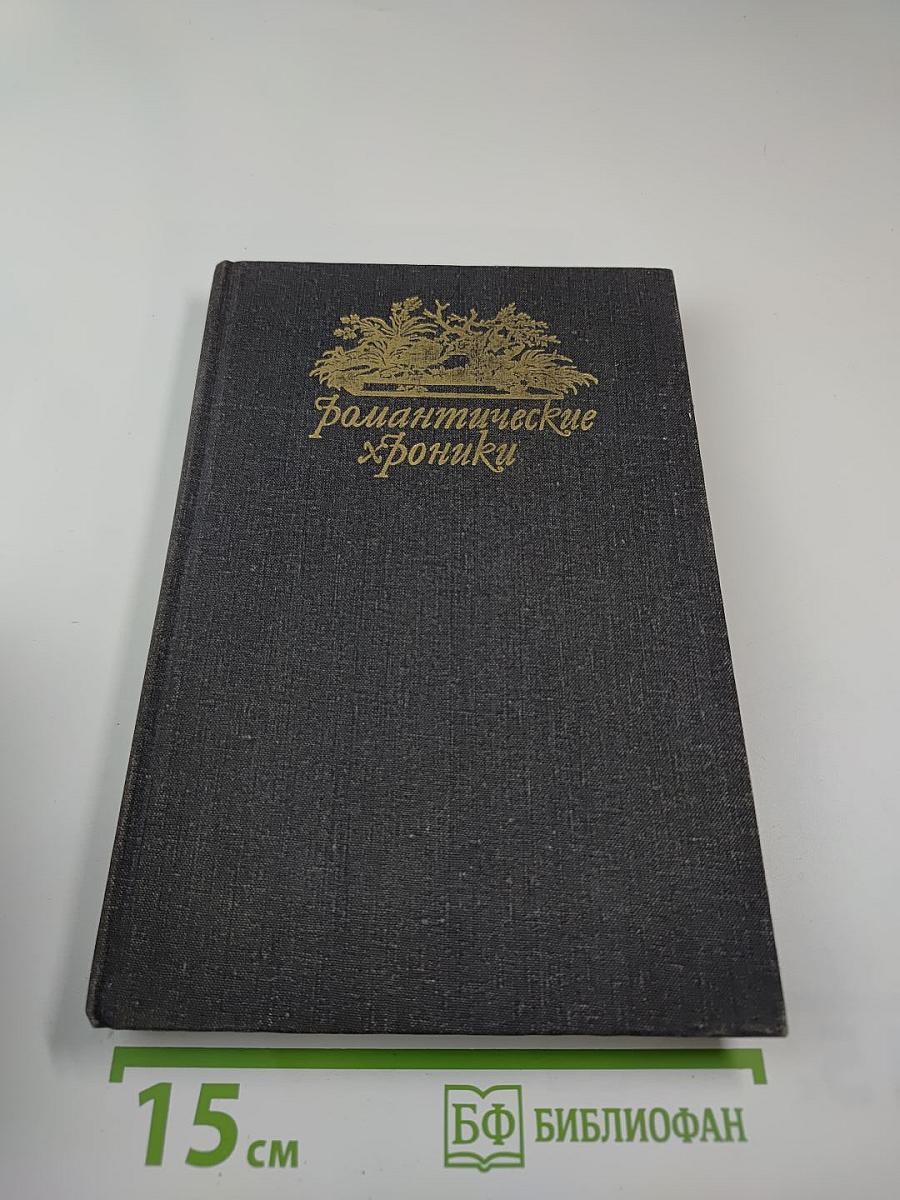 Романтические
хроники
15 см
БФ БИБЛИОФАН